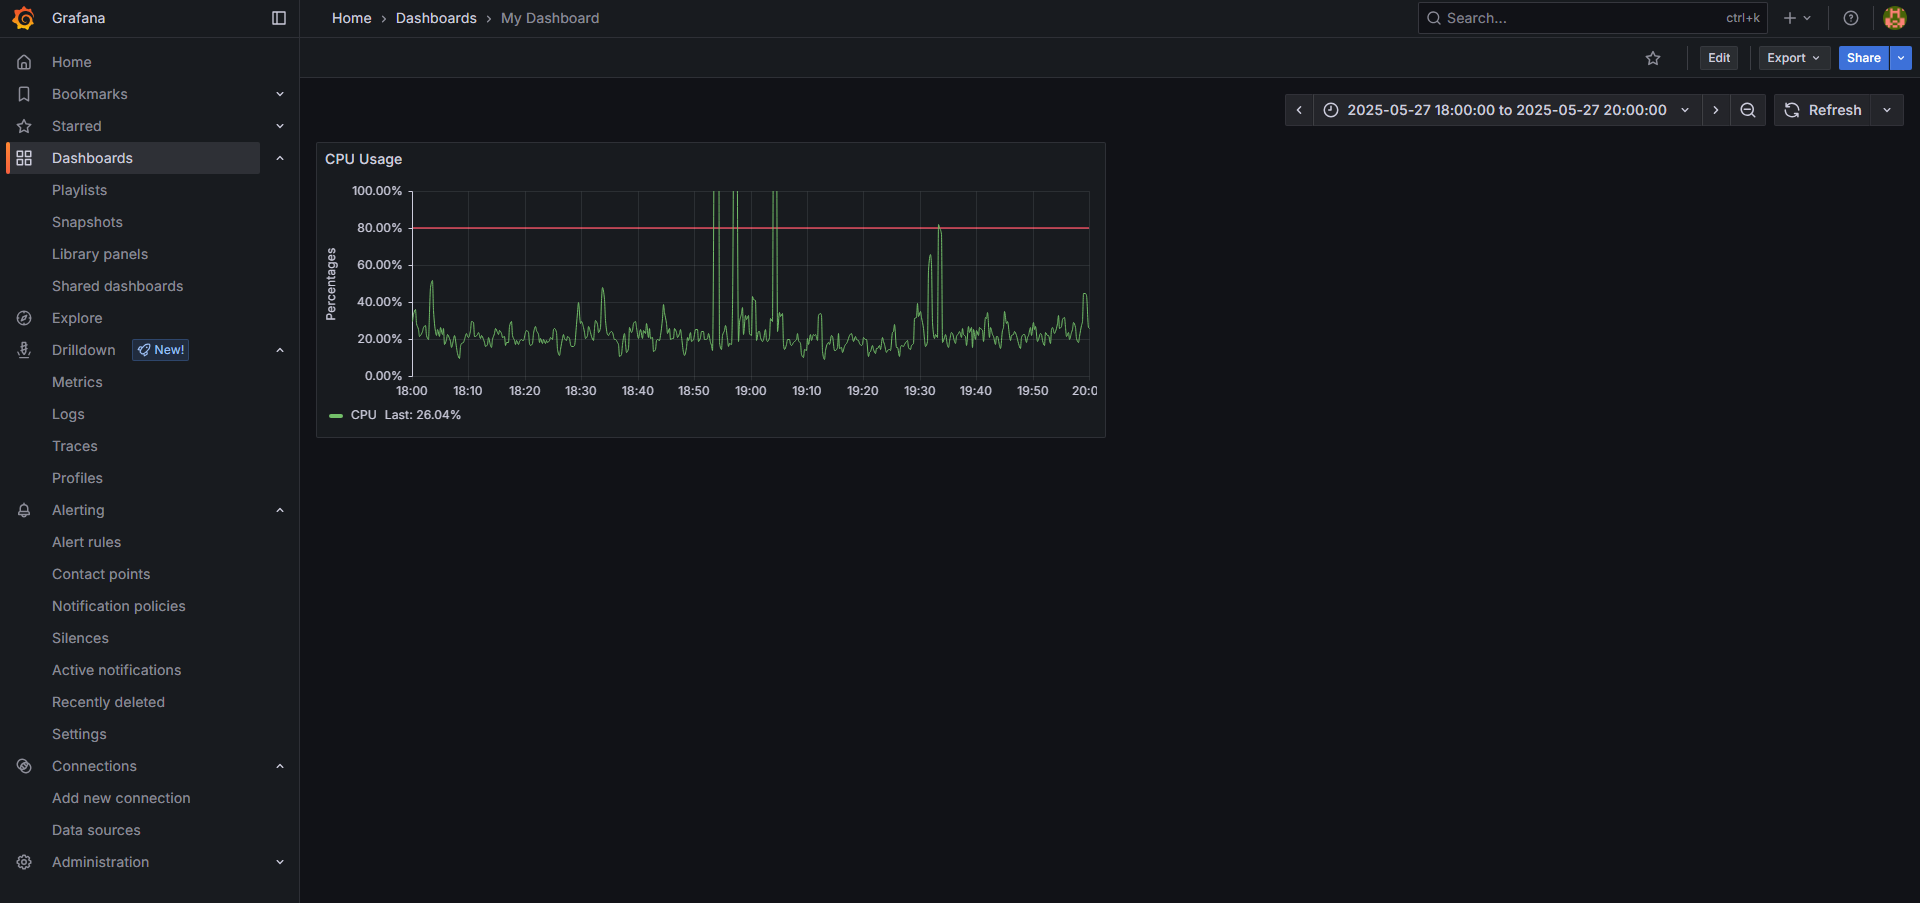 Grafana
Home › Dashboards › My Dashboard
Search... ctrl+k
Edit Export Share
2025-05-27 18:00:00 to 2025-05-27 20:00:00 Refresh
Home
Bookmarks
Starred
Dashboards
Playlists
Snapshots
Library panels
Shared dashboards
Explore
Drilldown New!
Metrics
Logs
Traces
Profiles
Alerting
Alert rules
Contact points
Notification policies
Silences
Active notifications
Recently deleted
Settings
Connections
Add new connection
Data sources
Administration
CPU Usage
Percentages
100.00%
80.00%
60.00%
40.00%
20.00%
0.00%
18:00 18:10 18:20 18:30 18:40 18:50 19:00 19:10 19:20 19:30 19:40 19:50 20:0
CPU Last: 26.04%